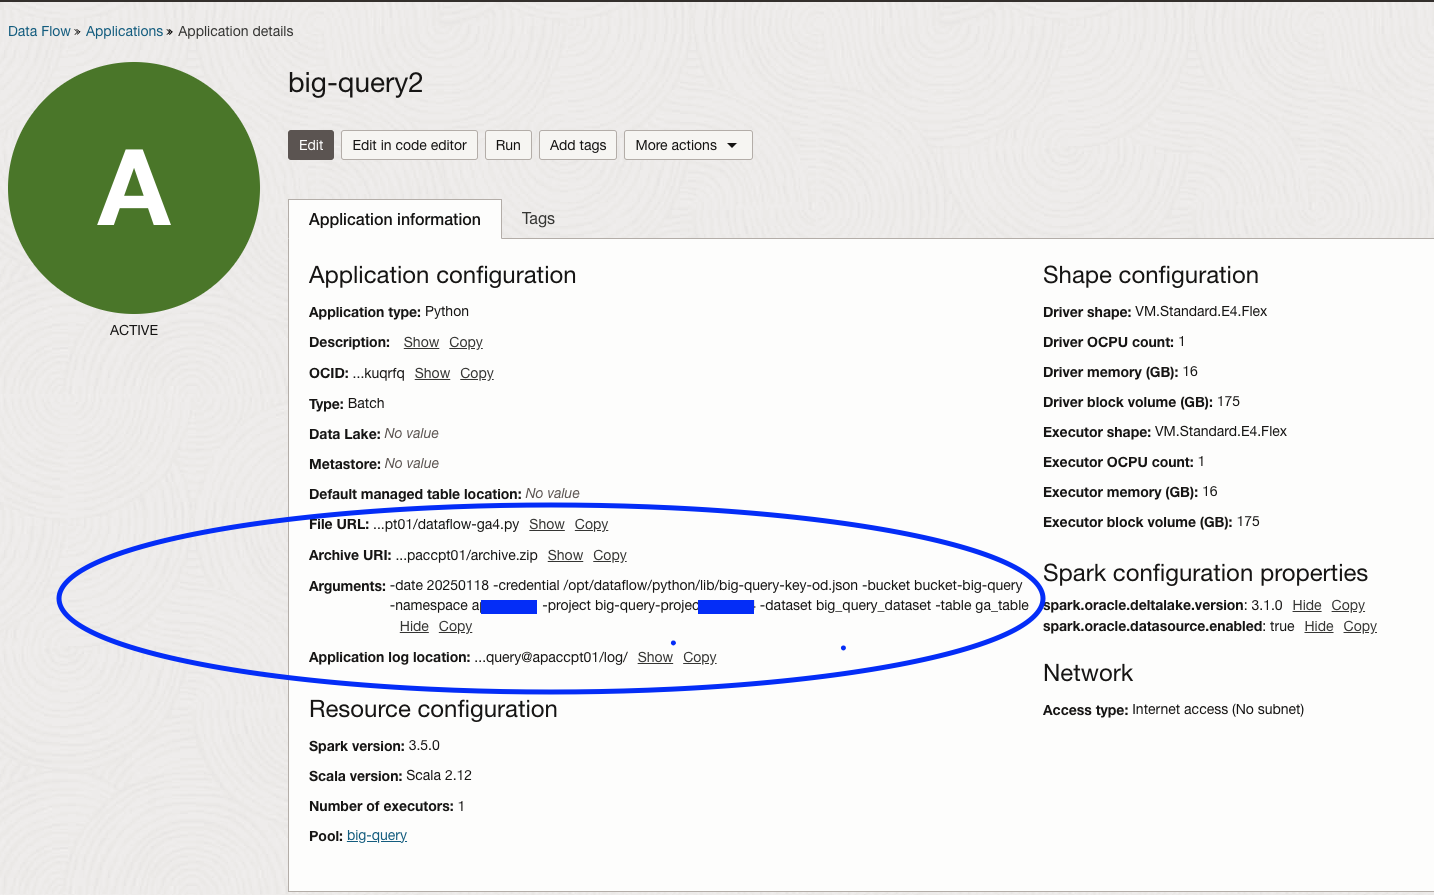 Data Flow » Applications » Application details
A
ACTIVE
big-query2
Edit Edit in code editor Run Add tags More actions
Application information Tags
Application configuration
Application type: Python
Description: Show Copy
OCID: ...kuqrfq Show Copy
Type: Batch
Data Lake: No value
Metastore: No value
Default managed table location: No value
File URL: ...pt01/dataflow-ga4.py Show Copy
Archive URI: ...paccpt01/archive.zip Show Copy
Arguments: -date 20250118 -credential /opt/dataflow/python/lib/big-query-key-od.json -bucket bucket-big-query
-namespace -project -dataset big_query_dataset -table ga_table
Hide Copy
Application log location: ...query@apaccpt01/log/ Show Copy
Resource configuration
Spark version: 3.5.0
Scala version: Scala 2.12
Number of executors: 1
Pool: big-query
Shape configuration
Driver shape: VM.Standard.E4.Flex
Driver OCPU count: 1
Driver memory (GB): 16
Driver block volume (GB): 175
Executor shape: VM.Standard.E4.Flex
Executor OCPU count: 1
Executor memory (GB): 16
Executor block volume (GB): 175
Spark configuration properties
spark.oracle.deltalake.version: 3.1.0 Hide Copy
spark.oracle.datasource.enabled: true Hide Copy
Network
Access type: Internet access (No subnet)